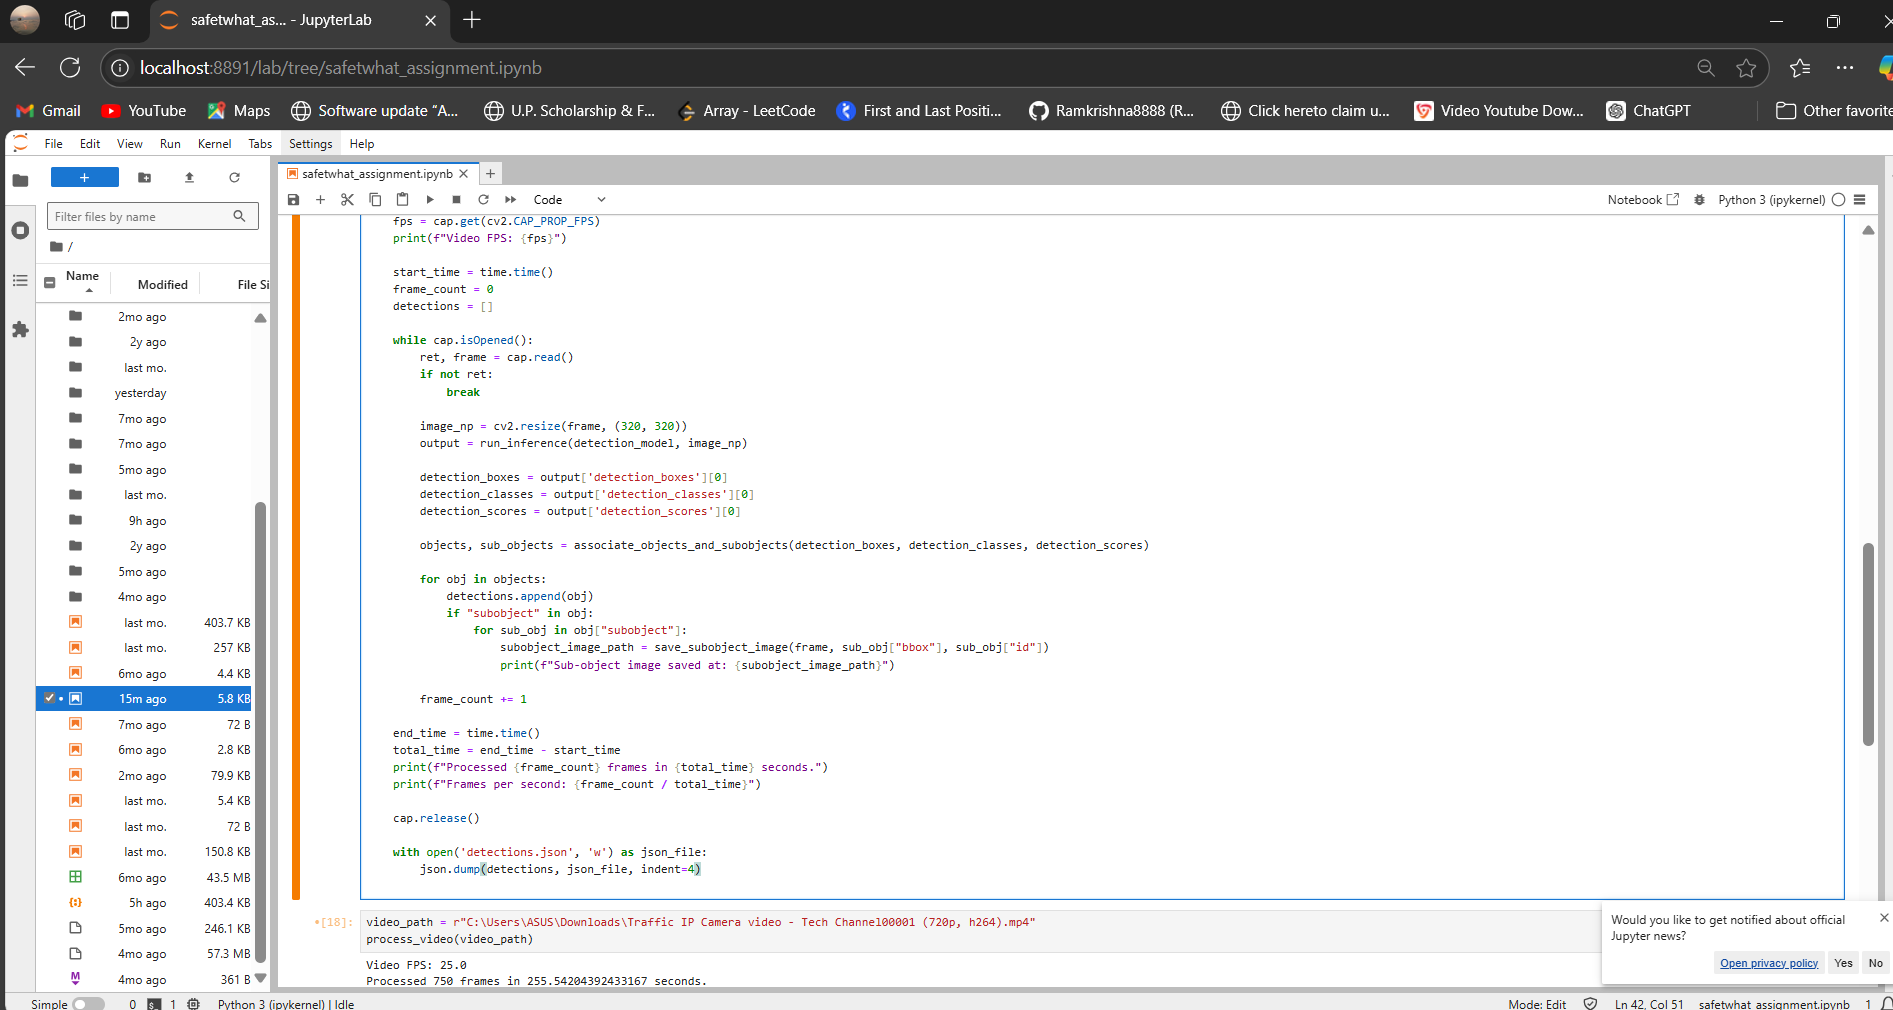 safetwhat_as... - JupyterLab
localhost:8891/lab/tree/safetwhat_assignment.ipynb
Gmail
YouTube
Maps
Software update “A...
U.P. Scholarship & F...
Array - LeetCode
First and Last Positi...
Ramkrishna8888 (R...
Click hereto claim u...
Video Youtube Dow...
ChatGPT
Other favorite
File Edit View Run Kernel Tabs Settings Help
safetwhat_assignment.ipynb
Filter files by name
/
Name
Modified
File Si
2mo ago
2y ago
last mo.
yesterday
7mo ago
7mo ago
5mo ago
last mo.
9h ago
2y ago
5mo ago
4mo ago
last mo. 403.7 KB
last mo. 257 KB
6mo ago 4.4 KB
15m ago 5.8 KB
7mo ago 72 B
6mo ago 2.8 KB
2mo ago 79.9 KB
last mo. 5.4 KB
last mo. 72 B
last mo. 150.8 KB
6mo ago 43.5 MB
5h ago 403.4 KB
5mo ago 246.1 KB
4mo ago 57.3 MB
M 4mo ago 361 B
Code
Notebook
Python 3 (ipykernel)
fps = cap.get(cv2.CAP_PROP_FPS)
print(f"Video FPS: {fps}")
start_time = time.time()
frame_count = 0
detections = []
while cap.isOpened():
ret, frame = cap.read()
if not ret:
break
image_np = cv2.resize(frame, (320, 320))
output = run_inference(detection_model, image_np)
detection_boxes = output['detection_boxes'][0]
detection_classes = output['detection_classes'][0]
detection_scores = output['detection_scores'][0]
objects, sub_objects = associate_objects_and_subobjects(detection_boxes, detection_classes, detection_scores)
for obj in objects:
detections.append(obj)
if "subobject" in obj:
for sub_obj in obj["subobject"]:
subobject_image_path = save_subobject_image(frame, sub_obj["bbox"], sub_obj["id"])
print(f"Sub-object image saved at: {subobject_image_path}")
frame_count += 1
end_time = time.time()
total_time = end_time - start_time
print(f"Processed {frame_count} frames in {total_time} seconds.")
print(f"Frames per second: {frame_count / total_time}")
cap.release()
with open('detections.json', 'w') as json_file:
json.dump(detections, json_file, indent=4)
•[18]:
video_path = r"C:\Users\ASUS\Downloads\Traffic IP Camera video - Tech Channel00001 (720p, h264).mp4"
process_video(video_path)
Video FPS: 25.0
Processed 750 frames in 255.54204392433167 seconds.
Would you like to get notified about official
Jupyter news?
Open privacy policy
Yes
No
Simple
0
$_
1
Python 3 (ipykernel) | Idle
Mode: Edit
Ln 42, Col 51
safetwhat_assignment.ipynb
1